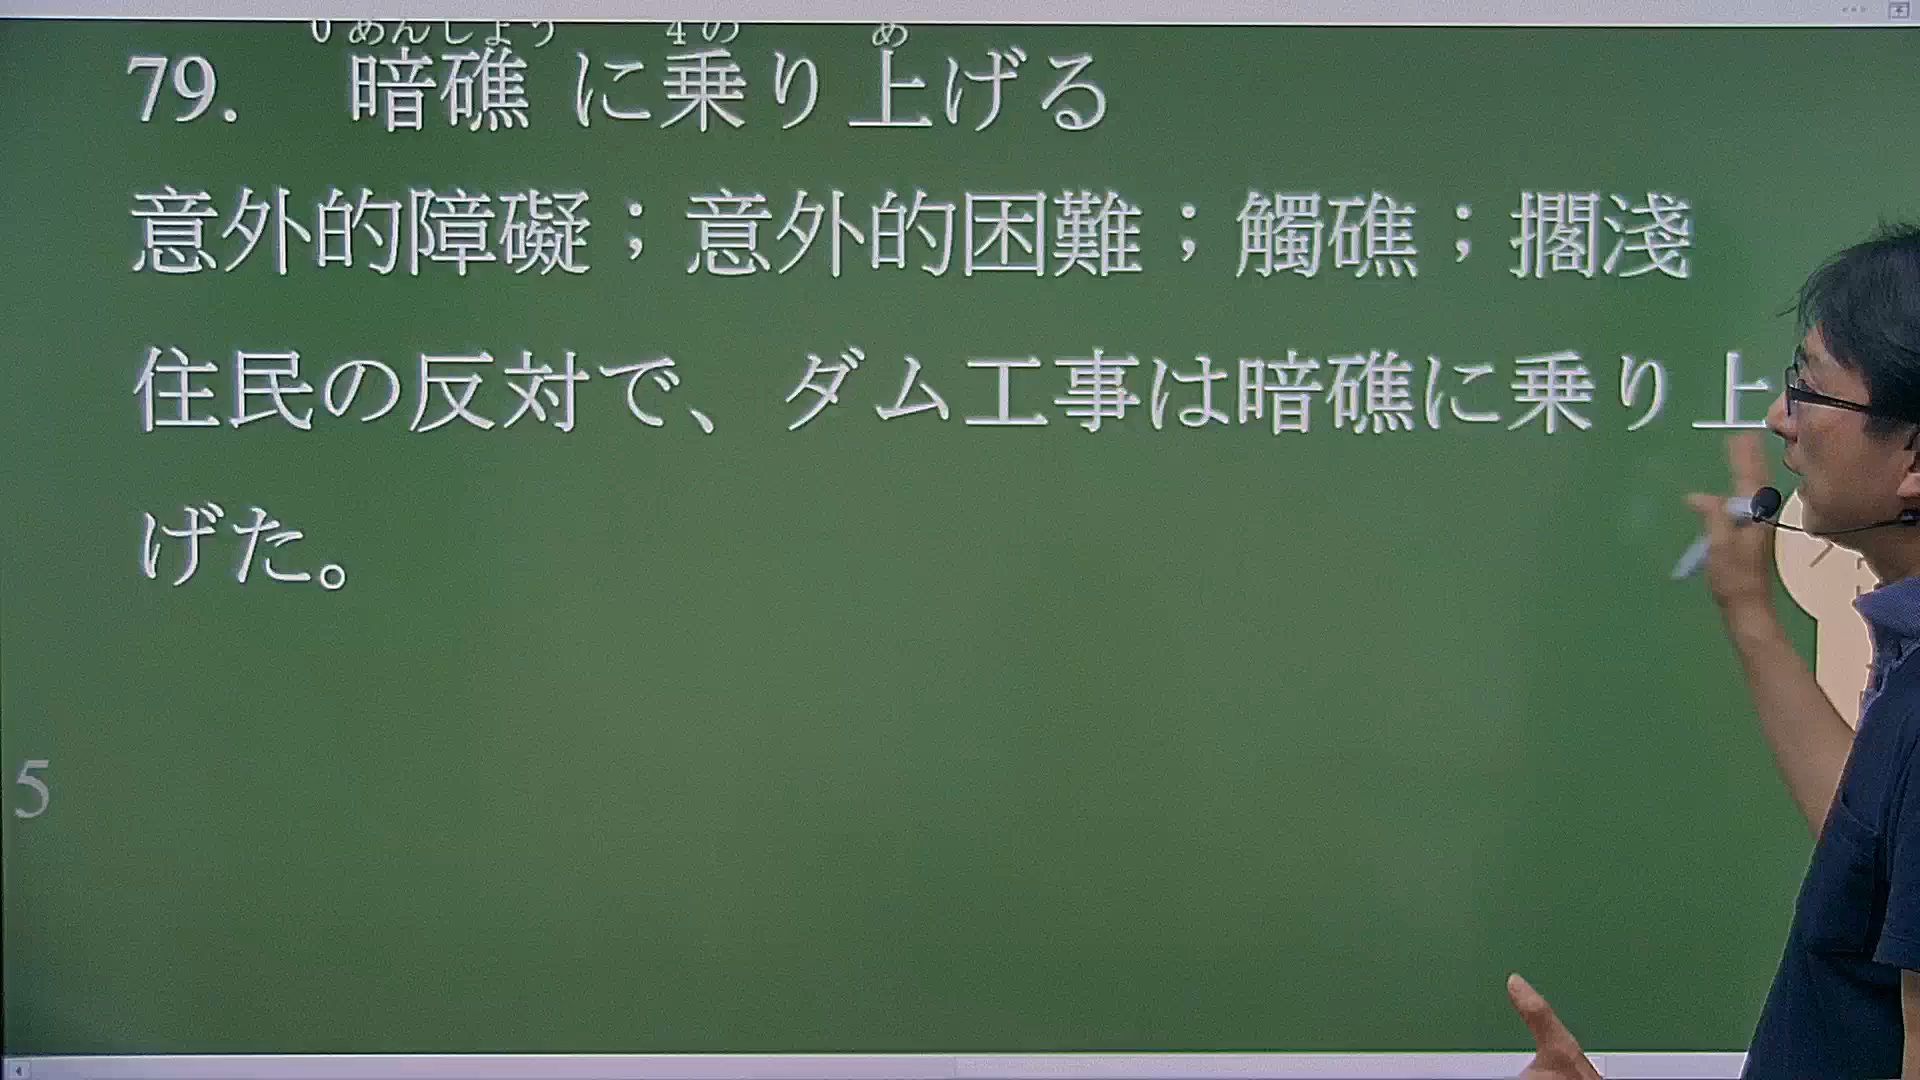 0 あんしょう 4 の あ
79. 暗礁 に乗り上げる
意外的障礙；意外的困難；觸礁；擱淺
住民の反対で、ダム工事は暗礁に乗り上
げた。
5